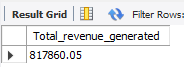 Result Grid Filter Rows:
Total_revenue_generated
817860.05